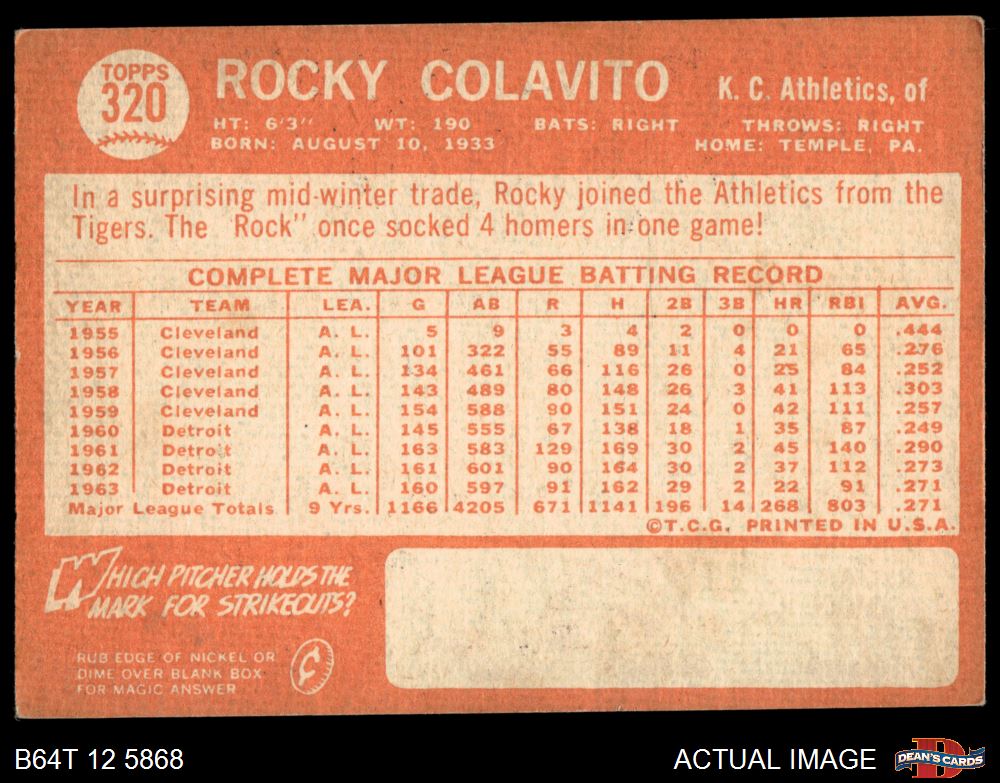 TOPPS
320
ROCKY COLAVITO
K. C. Athletics, of
HT: 6'3" WT: 190 BATS: RIGHT THROWS: RIGHT
BORN: AUGUST 10, 1933 HOME: TEMPLE, PA.
In a surprising mid-winter trade, Rocky joined the Athletics from the
Tigers. The "Rock" once socked 4 homers in one game!
COMPLETE MAJOR LEAGUE BATTING RECORD
YEAR TEAM LEA. G AB R H 2B 3B HR RBI AVG.
1955 Cleveland A. L. 5 9 3 4 2 0 0 0 .444
1956 Cleveland A. L. 101 322 55 89 11 4 21 65 .276
1957 Cleveland A. L. 134 461 66 116 26 0 25 84 .252
1958 Cleveland A. L. 143 489 80 148 26 3 41 113 .303
1959 Cleveland A. L. 154 588 90 151 24 0 42 111 .257
1960 Detroit A. L. 145 555 67 138 18 1 35 87 .249
1961 Detroit A. L. 163 583 129 169 30 2 45 140 .290
1962 Detroit A. L. 161 601 90 164 30 2 37 112 .273
1963 Detroit A. L. 160 597 91 162 29 2 22 91 .271
Major League Totals 9 Yrs. 1166 4205 671 1141 196 14 268 803 .271
©T.C.G. PRINTED IN U.S.A.
WHICH PITCHER HOLDS THE
MARK FOR STRIKEOUTS?
RUB EDGE OF NICKEL OR
DIME OVER BLANK BOX
FOR MAGIC ANSWER
B64T 12 5868
ACTUAL IMAGE
DEAN'S CARDS